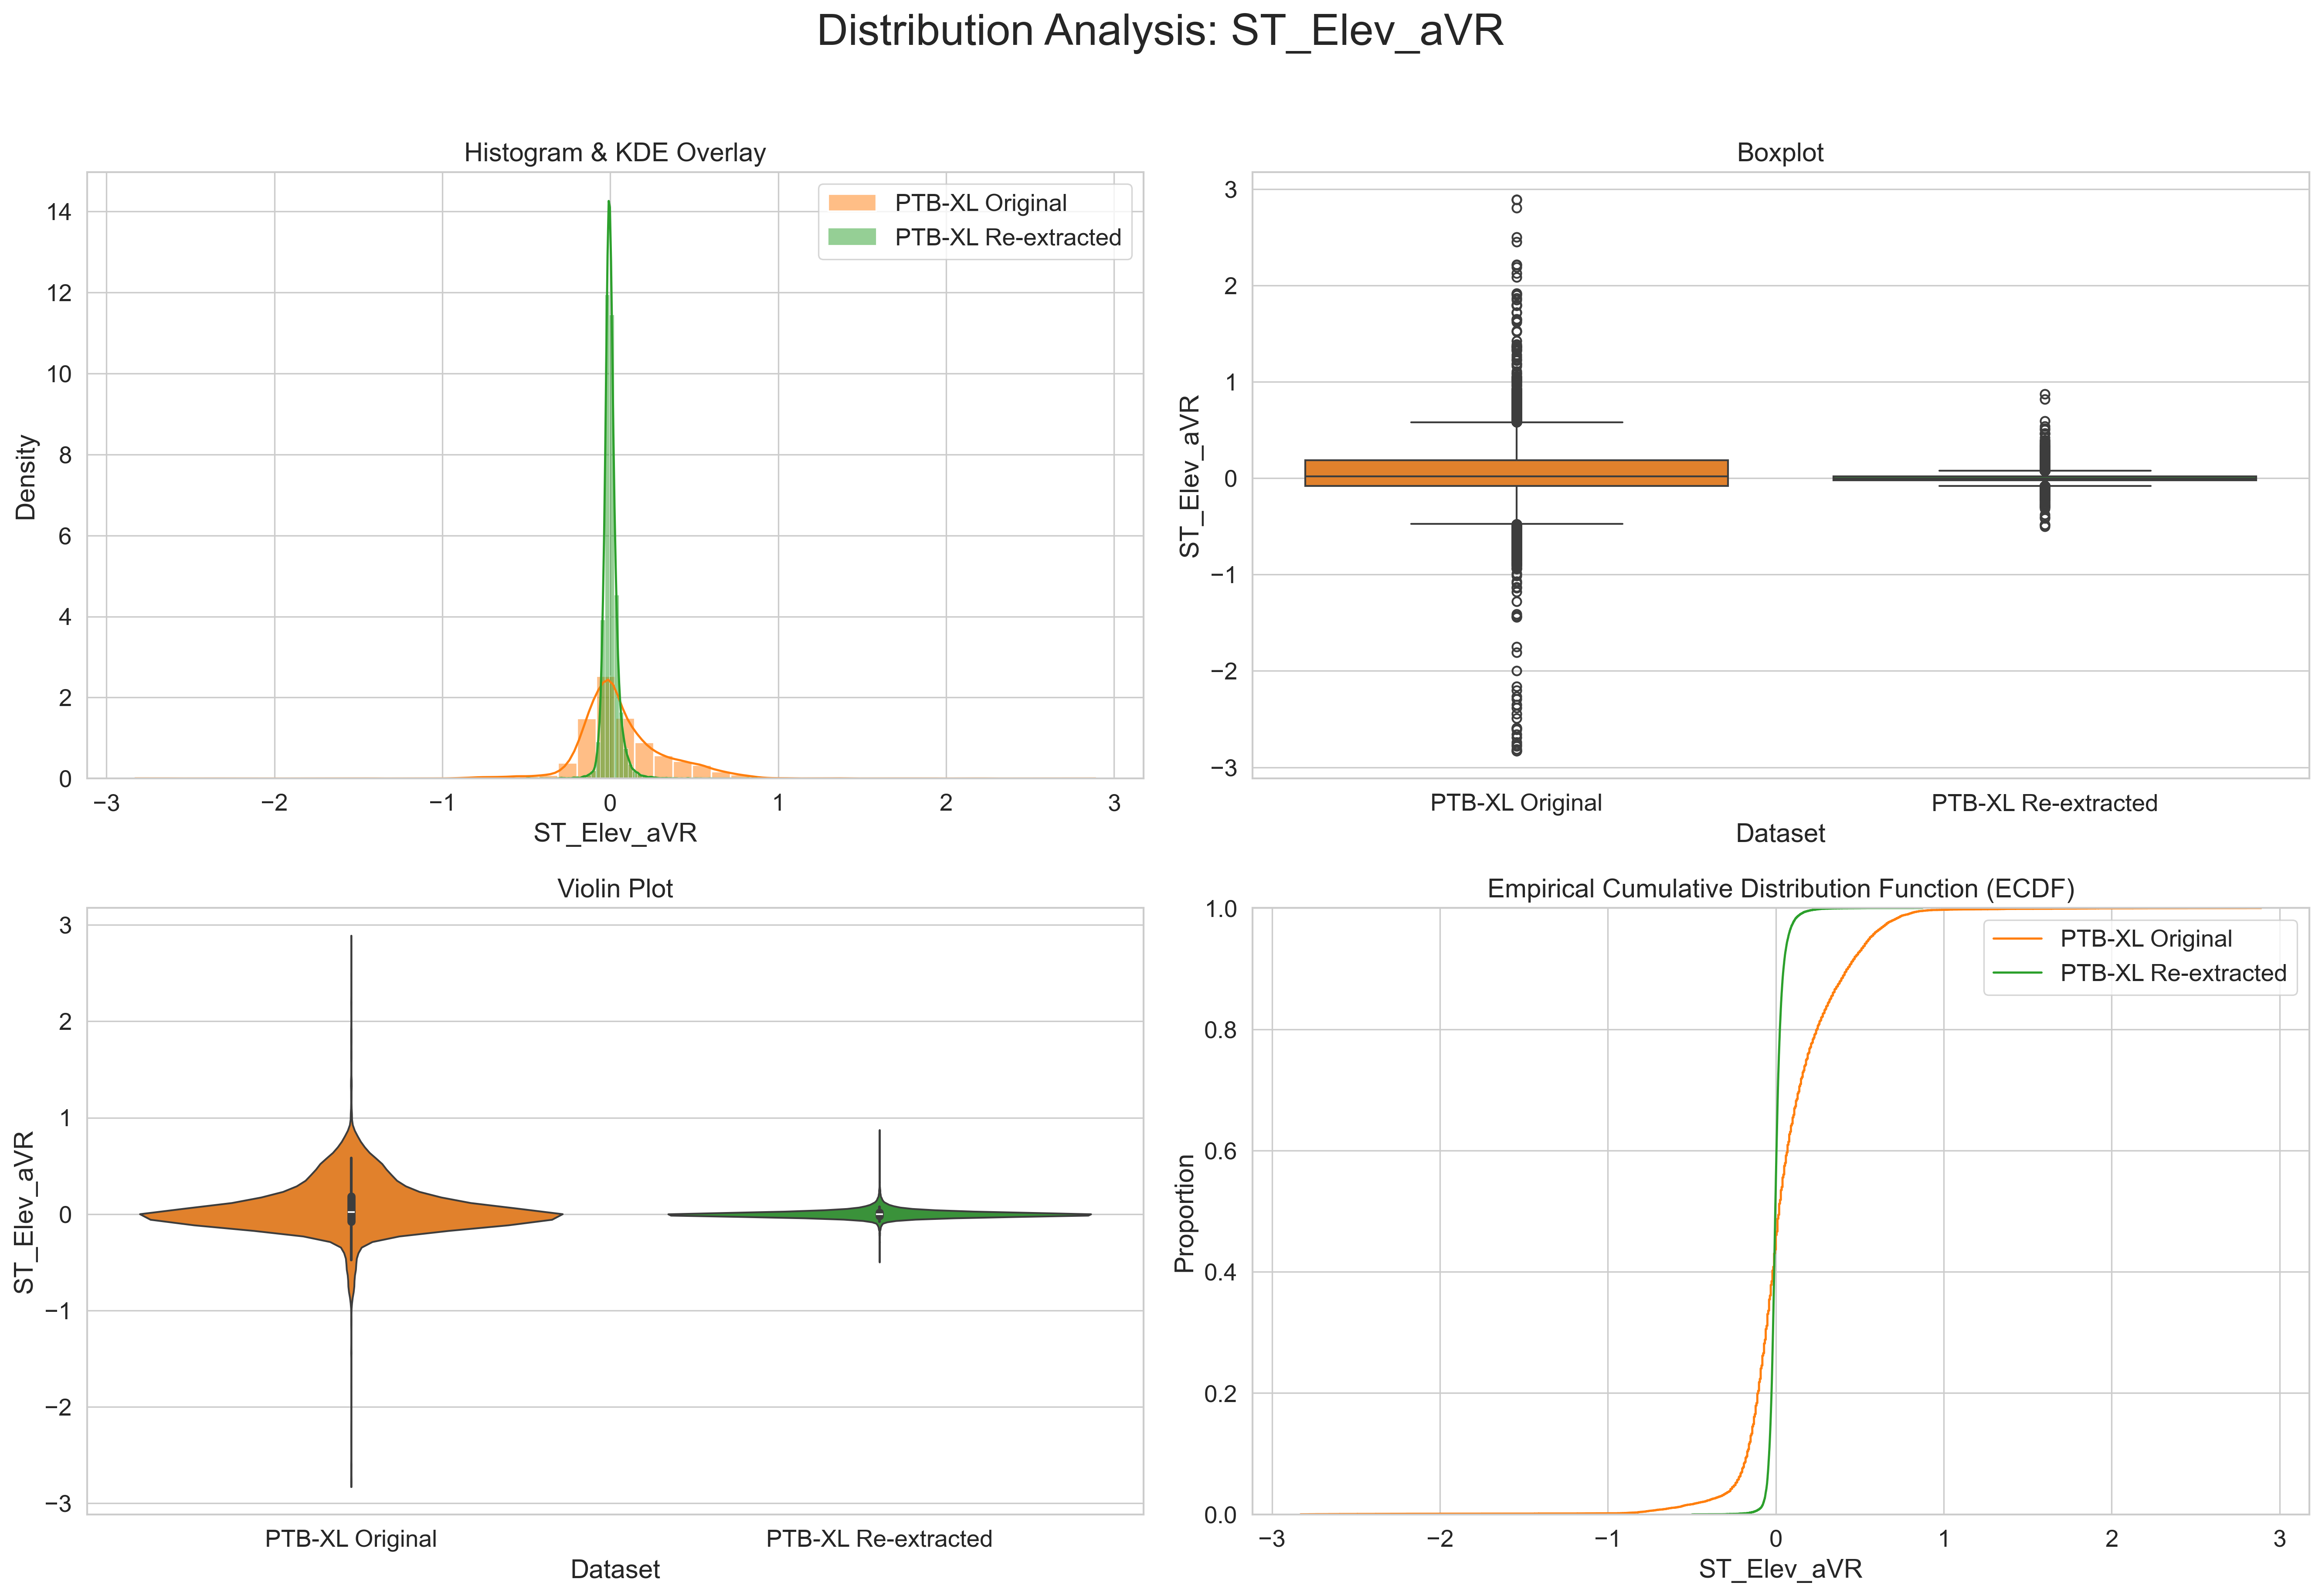 Distribution Analysis: ST_Elev_aVR
Histogram & KDE Overlay
14
12
10
8
6
4
2
0
Density
−3
−2
−1
0
1
2
3
ST_Elev_aVR
PTB-XL Original
PTB-XL Re-extracted
Boxplot
3
2
1
0
−1
−2
−3
ST_Elev_aVR
PTB-XL Original
PTB-XL Re-extracted
Dataset
Violin Plot
3
2
1
0
−1
−2
−3
ST_Elev_aVR
PTB-XL Original
PTB-XL Re-extracted
Dataset
Empirical Cumulative Distribution Function (ECDF)
1.0
0.8
0.6
0.4
0.2
0.0
Proportion
−3
−2
−1
0
1
2
3
ST_Elev_aVR
PTB-XL Original
PTB-XL Re-extracted